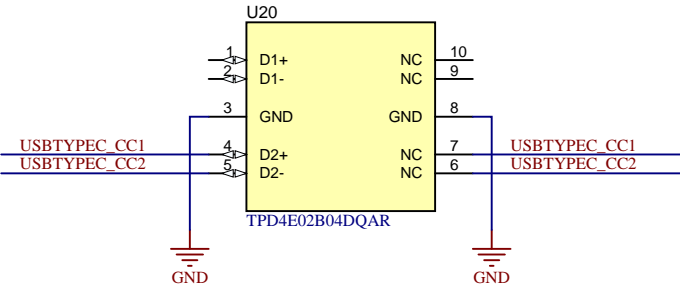 U20
1 D1+ NC 10
2 D1- NC 9
3 GND GND 8
USBTYPEC_CC1 4 D2+ NC 7 USBTYPEC_CC1
USBTYPEC_CC2 5 D2- NC 6 USBTYPEC_CC2
TPD4E02B04DQAR
GND GND